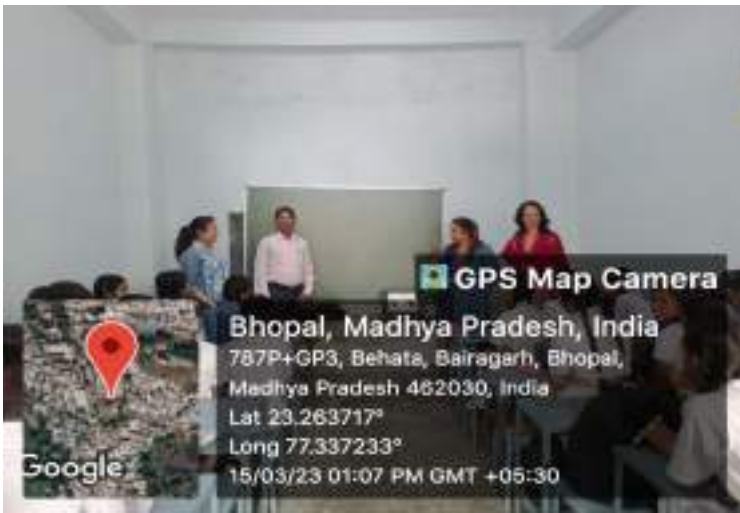 GPS Map Camera
Bhopal, Madhya Pradesh, India
787P+GP3, Behata, Bairagarh, Bhopal,
Madhya Pradesh 462030, India
Lat 23.263717°
Long 77.337233°
15/03/23 01:07 PM GMT +05:30
Google